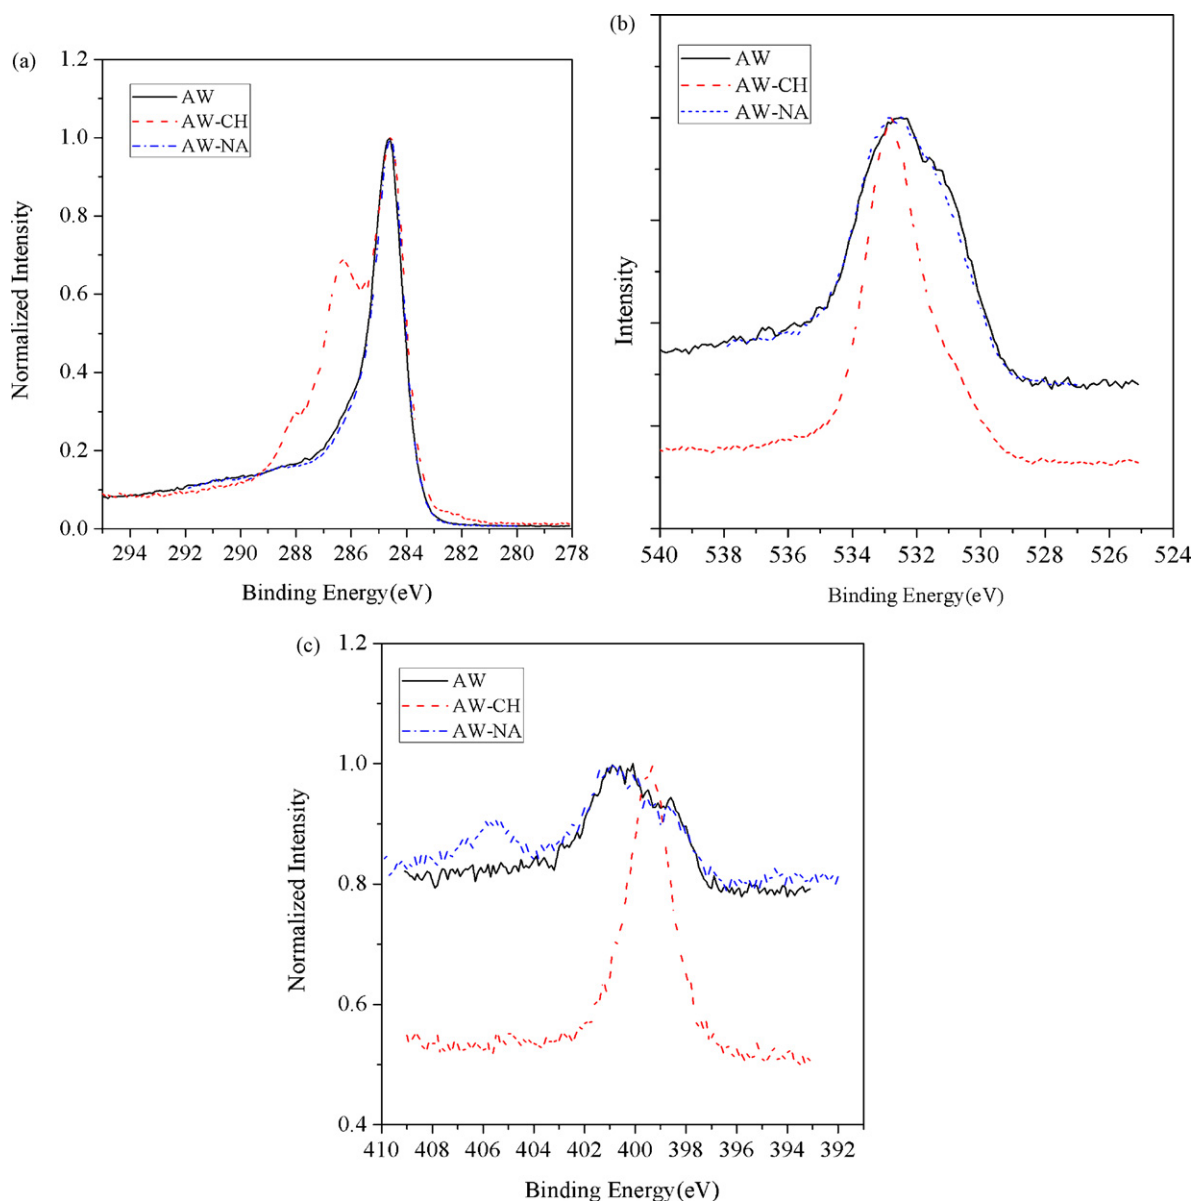 (a)
1.2
1.0
0.8
0.6
0.4
0.2
0.0
Normalized Intensity
AW
AW-CH
AW-NA
294 292 290 288 286 284 282 280 278
Binding Energy(eV)
(b)
Intensity
AW
AW-CH
AW-NA
540 538 536 534 532 530 528 526 524
Binding Energy(eV)
(c)
1.2
1.0
0.8
0.6
0.4
Normalized Intensity
AW
AW-CH
AW-NA
410 408 406 404 402 400 398 396 394 392
Binding Energy(eV)